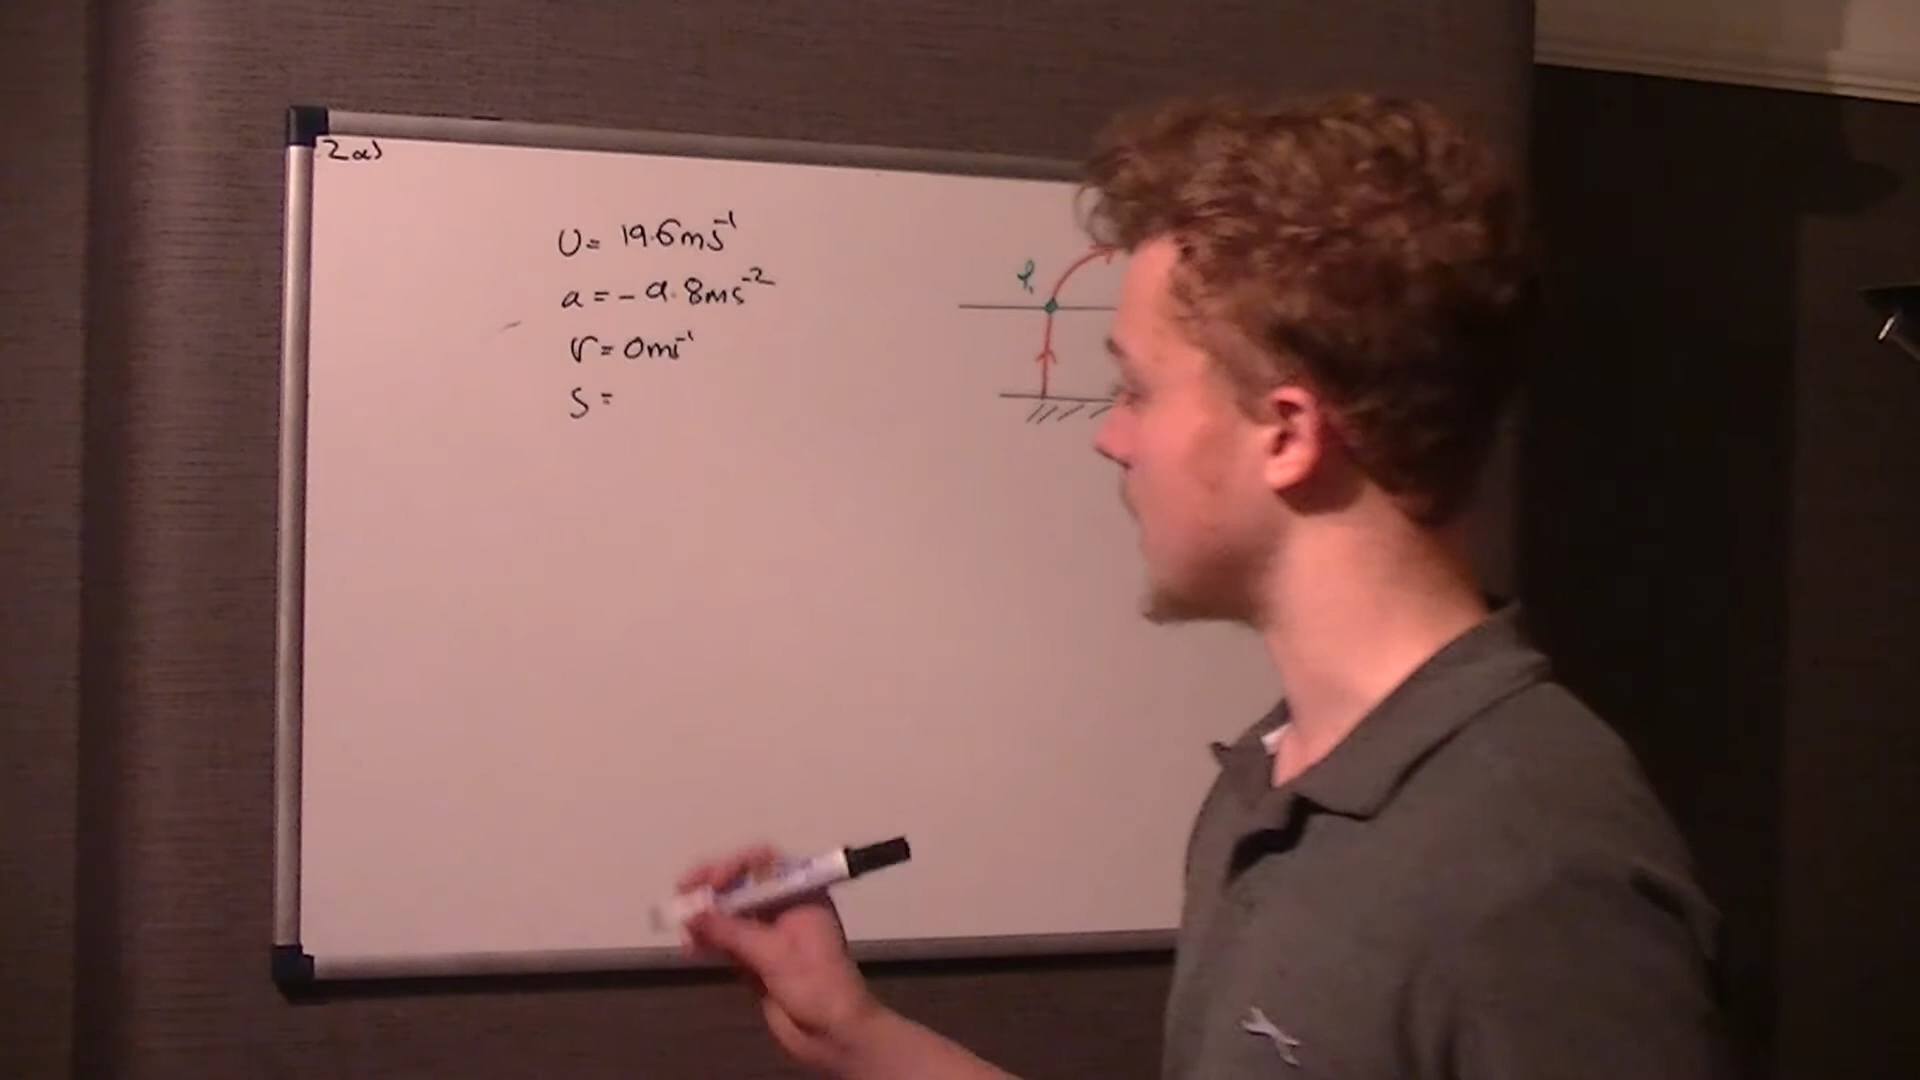 2a)
U = 19.6ms⁻¹
a = - 9.8ms⁻²
V = 0ms⁻¹
S =